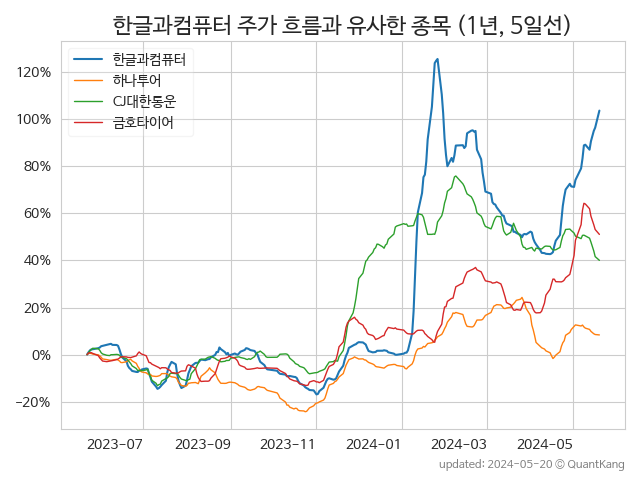 한글과컴퓨터 주가 흐름과 유사한 종목 (1년, 5일선)
한글과컴퓨터
하나투어
CJ대한통운
금호타이어
120%
100%
80%
60%
40%
20%
0%
−20%
2023-07 2023-09 2023-11 2024-01 2024-03 2024-05
updated: 2024-05-20 © QuantKang